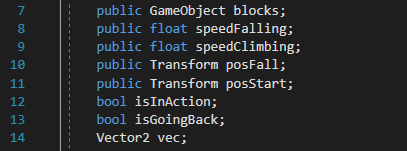 7 public GameObject blocks;
8 public float speedFalling;
9 public float speedClimbing;
10 public Transform posFall;
11 public Transform posStart;
12 bool isInAction;
13 bool isGoingBack;
14 Vector2 vec;